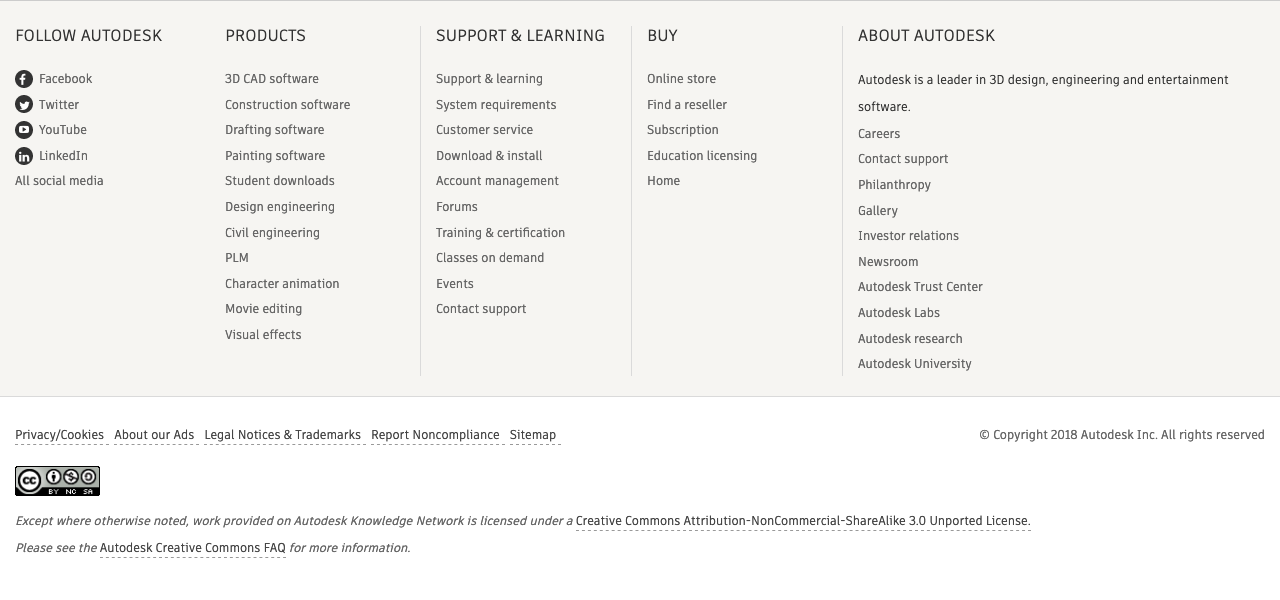 FOLLOW AUTODESK
Facebook
Twitter
YouTube
LinkedIn
All social media
PRODUCTS
3D CAD software
Construction software
Drafting software
Painting software
Student downloads
Design engineering
Civil engineering
PLM
Character animation
Movie editing
Visual effects
SUPPORT & LEARNING
Support & learning
System requirements
Customer service
Download & install
Account management
Forums
Training & certification
Classes on demand
Events
Contact support
BUY
Online store
Find a reseller
Subscription
Education licensing
Home
ABOUT AUTODESK
Autodesk is a leader in 3D design, engineering and entertainment
software.
Careers
Contact support
Philanthropy
Gallery
Investor relations
Newsroom
Autodesk Trust Center
Autodesk Labs
Autodesk research
Autodesk University
Privacy/Cookies About our Ads Legal Notices & Trademarks Report Noncompliance Sitemap
© Copyright 2018 Autodesk Inc. All rights reserved
cc BY NC SA
Except where otherwise noted, work provided on Autodesk Knowledge Network is licensed under a Creative Commons Attribution-NonCommercial-ShareAlike 3.0 Unported License.
Please see the Autodesk Creative Commons FAQ for more information.